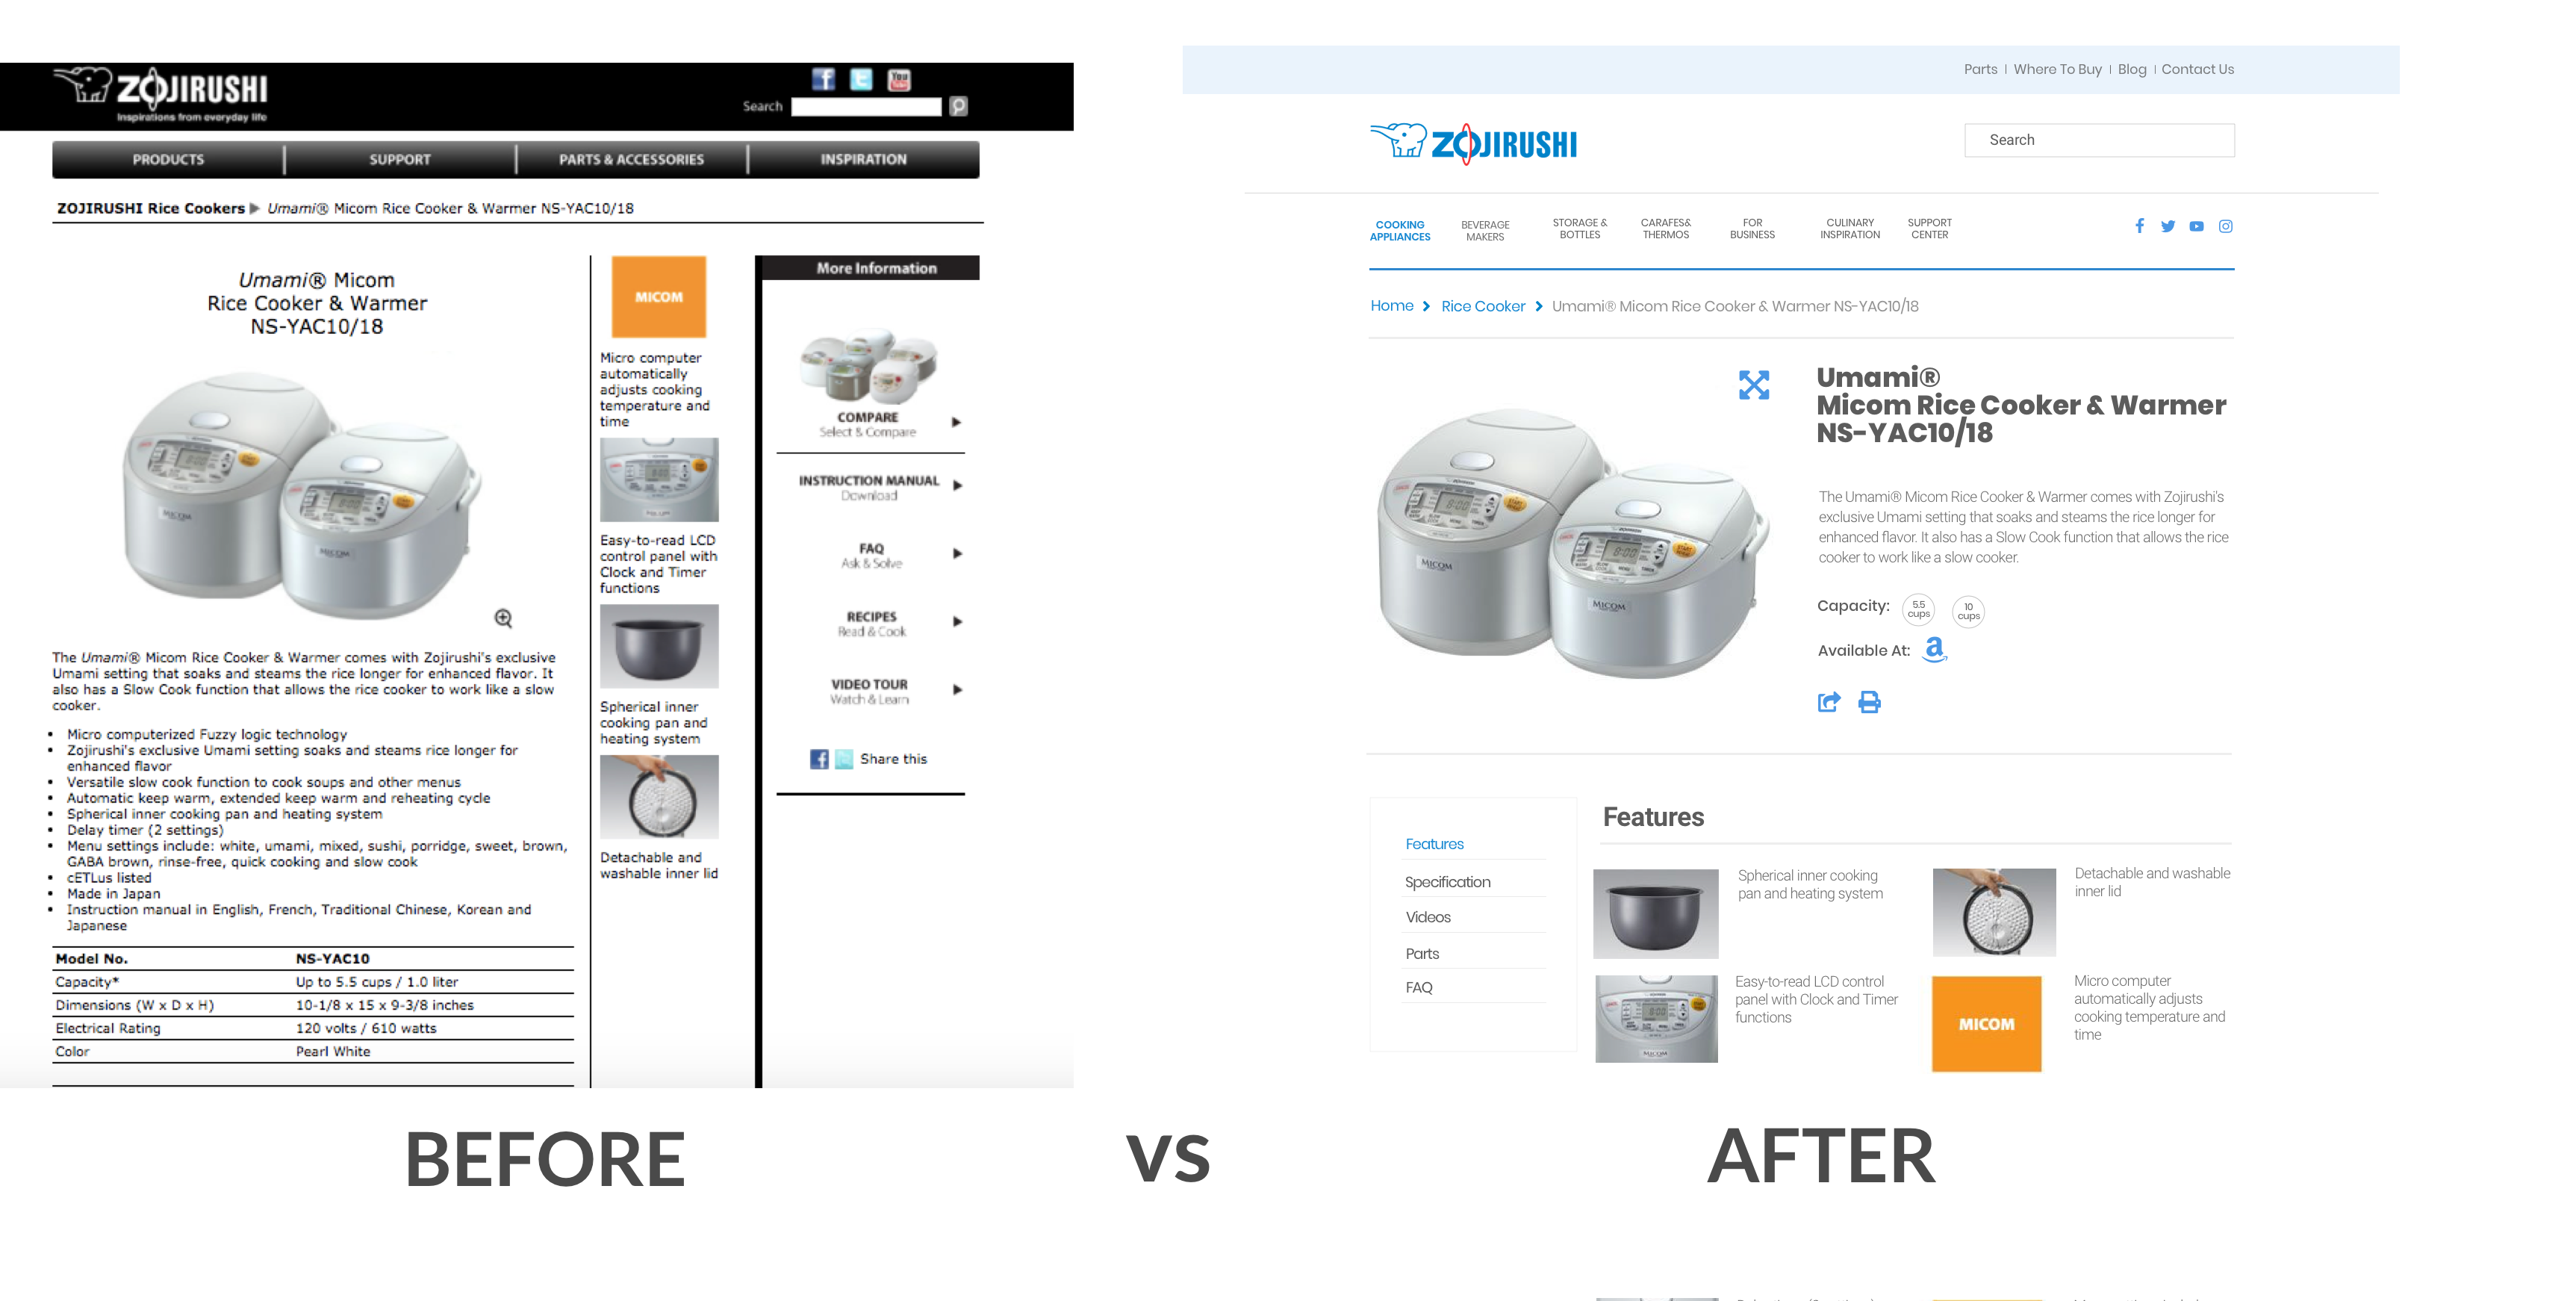 ZOJIRUSHI
Inspirations from everyday life
You
Search
PRODUCTS
SUPPORT
PARTS & ACCESSORIES
INSPIRATION
ZOJIRUSHI Rice Cookers ▶ Umami® Micom Rice Cooker & Warmer NS-YAC10/18
Umami® Micom
Rice Cooker & Warmer
NS-YAC10/18
MICOM
MICOM
The Umami® Micom Rice Cooker & Warmer comes with Zojirushi's exclusive
Umami setting that soaks and steams the rice longer for enhanced flavor. It
also has a Slow Cook function that allows the rice cooker to work like a slow
cooker.
• Micro computerized Fuzzy logic technology
• Zojirushi's exclusive Umami setting soaks and steams rice longer for
enhanced flavor
• Versatile slow cook function to cook soups and other menus
• Automatic keep warm, extended keep warm and reheating cycle
• Spherical inner cooking pan and heating system
• Delay timer (2 settings)
• Menu settings include: white, umami, mixed, sushi, porridge, sweet, brown,
GABA brown, rinse-free, quick cooking and slow cook
• cETLus listed
• Made in Japan
• Instruction manual in English, French, Traditional Chinese, Korean and
Japanese
Model No. NS-YAC10
Capacity* Up to 5.5 cups / 1.0 liter
Dimensions (W x D x H) 10-1/8 x 15 x 9-3/8 inches
Electrical Rating 120 volts / 610 watts
Color Pearl White
MICOM
Micro computer
automatically
adjusts cooking
temperature and
time
Easy-to-read LCD
control panel with
Clock and Timer
functions
Spherical inner
cooking pan and
heating system
Detachable and
washable inner lid
More Information
COMPARE
Select & Compare
INSTRUCTION MANUAL
Download
FAQ
Ask & Solve
RECIPES
Read & Cook
VIDEO TOUR
Watch & Learn
Share this
BEFORE
VS
Parts | Where To Buy | Blog | Contact Us
ZOJIRUSHI
Search
COOKING
APPLIANCES
BEVERAGE
MAKERS
STORAGE &
BOTTLES
CARAFES&
THERMOS
FOR
BUSINESS
CULINARY
INSPIRATION
SUPPORT
CENTER
Home > Rice Cooker > Umami® Micom Rice Cooker & Warmer NS-YAC10/18
8:00
MICOM
8:00
MICOM
Umami®
Micom Rice Cooker & Warmer
NS-YAC10/18
The Umami® Micom Rice Cooker & Warmer comes with Zojirushi's
exclusive Umami setting that soaks and steams the rice longer for
enhanced flavor. It also has a Slow Cook function that allows the rice
cooker to work like a slow cooker.
Capacity: 5.5 cups 10 cups
Available At:
Features
Specification
Videos
Parts
FAQ
Features
Spherical inner cooking
pan and heating system
Detachable and washable
inner lid
Easy-to-read LCD control
panel with Clock and Timer
functions
MICOM
MICOM
Micro computer
automatically adjusts
cooking temperature and
time
AFTER